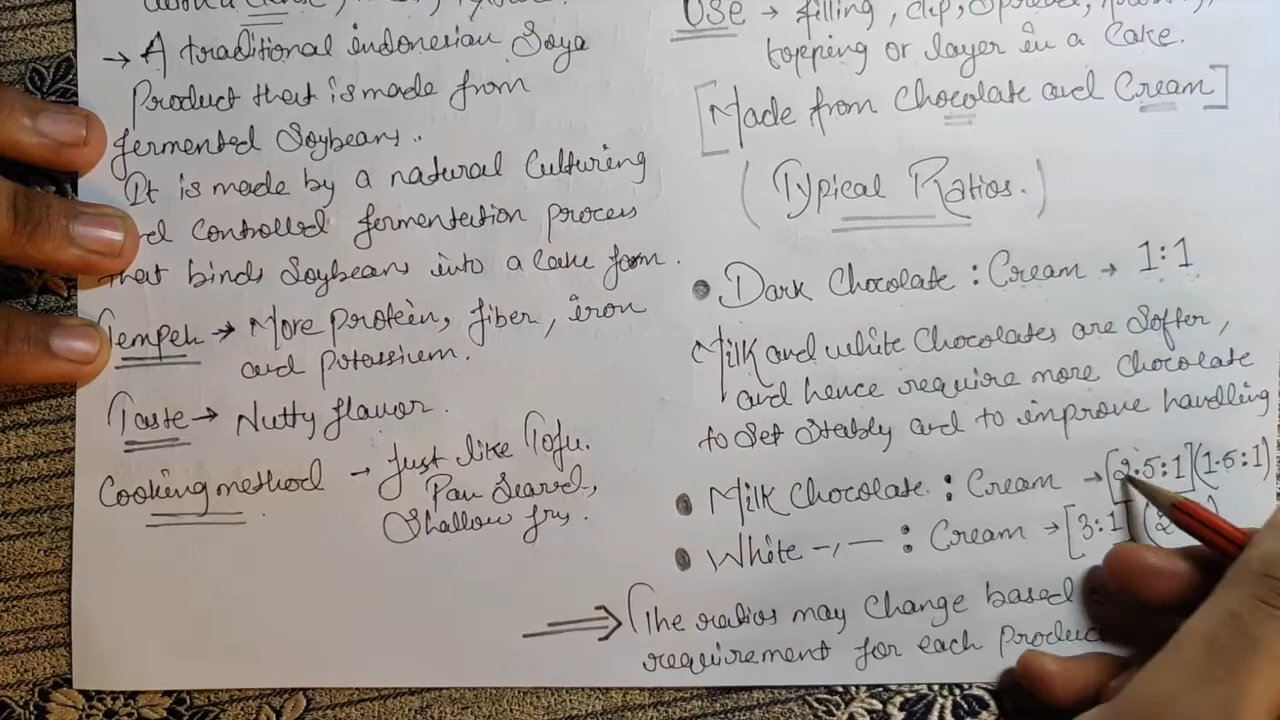 → A traditional indonesian Soya
Product that is made from
fermented Soybeans.
It is made by a natural Culturing
Controlled fermentation process
that binds Soybeans into a Cake form.
Tempeh → More protein, fiber, iron
and Potassium.
Taste → Nutty flavor.
Cooking method → Just like Tofu.
Pan Seared,
Shallow fry.
Use → filling,
topping or layer in a Cake.
[Made from Chocolate and Cream]
(Typical Ratios.)
• Dark Chocolate : Cream → 1:1
Milk and white Chocolates are Softer,
and hence require more Chocolate
to Set Stably and to improve handling
• Milk Chocolate : Cream → [2.5:1] (1.5:1)
• White -,,- : Cream → [3:1] (2
⇒ The ratios may Change based
requirement for each Produc